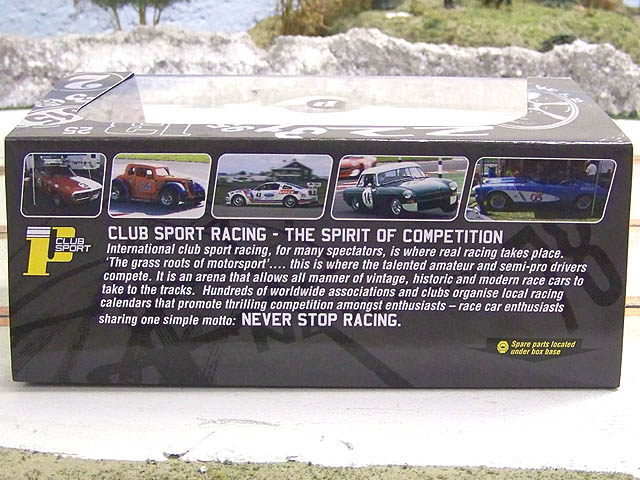 CLUB SPORT RACING - THE SPIRIT OF COMPETITION
P CLUB
SPORT
International club sport racing, for many spectators, is where real racing takes place.
'The grass roots of motorsport'.... this is where the talented amateur and semi-pro drivers
compete. It is an arena that allows all manner of vintage, historic and modern race cars to
take to the tracks. Hundreds of worldwide associations and clubs organise local racing
calendars that promote thrilling competition amongst enthusiasts – race car enthusiasts
sharing one simple motto: NEVER STOP RACING.
Spare parts located
under box base